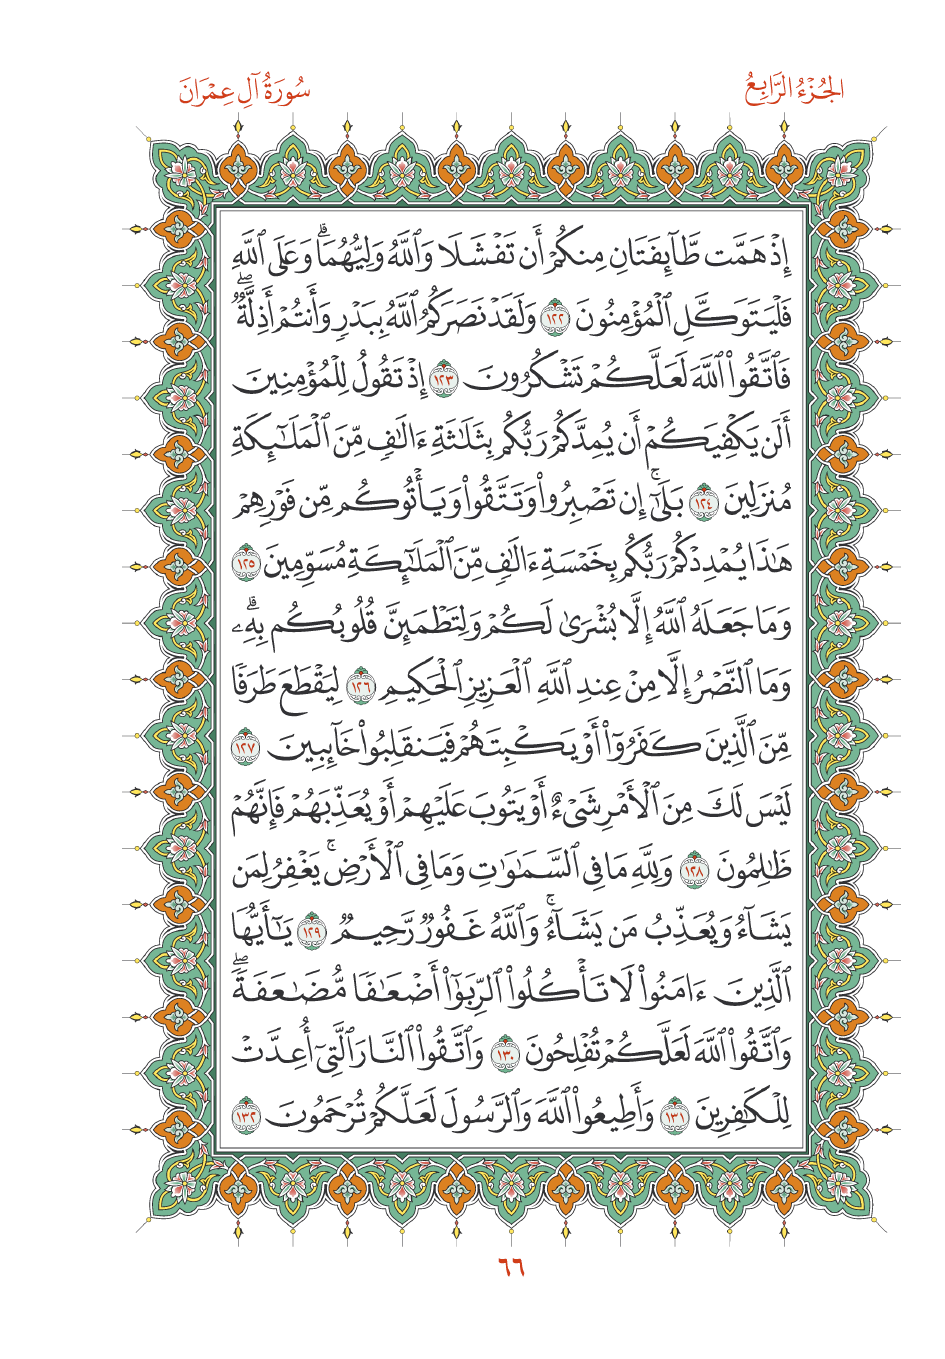 الجُزْءُ الرَّابِعُ
سُورَةُ آلِ عِمْرَانَ
إِذْ هَمَّت طَّآئِفَتَانِ مِنكُمْ أَن تَفْشَلَا وَٱللَّهُ وَلِيُّهُمَاۗ وَعَلَى ٱللَّهِ
فَلْيَتَوَكَّلِ ٱلْمُؤْمِنُونَ ١٢٢ وَلَقَدْ نَصَرَكُمُ ٱللَّهُ بِبَدْرٍ وَأَنتُمْ أَذِلَّةٌۖ
فَٱتَّقُوا۟ ٱللَّهَ لَعَلَّكُمْ تَشْكُرُونَ ١٢٣ إِذْ تَقُولُ لِلْمُؤْمِنِينَ
أَلَن يَكْفِيَكُمْ أَن يُمِدَّكُمْ رَبُّكُم بِثَلَٰثَةِ ءَالَٰفٍ مِّنَ ٱلْمَلَٰٓئِكَةِ
مُنزَلِينَ ١٢٤ بَلَىٰٓۚ إِن تَصْبِرُوا۟ وَتَتَّقُوا۟ وَيَأْتُوكُم مِّن فَوْرِهِمْ
هَٰذَا يُمْدِدْكُمْ رَبُّكُم بِخَمْسَةِ ءَالَٰفٍ مِّنَ ٱلْمَلَٰٓئِكَةِ مُسَوِّمِينَ ١٢٥
وَمَا جَعَلَهُ ٱللَّهُ إِلَّا بُشْرَىٰ لَكُمْ وَلِتَطْمَئِنَّ قُلُوبُكُم بِهِۦۗ
وَمَا ٱلنَّصْرُ إِلَّا مِنْ عِندِ ٱللَّهِ ٱلْعَزِيزِ ٱلْحَكِيمِ ١٢٦ لِيَقْطَعَ طَرَفًا
مِّنَ ٱلَّذِينَ كَفَرُوٓا۟ أَوْ يَكْبِتَهُمْ فَيَنقَلِبُوا۟ خَآئِبِينَ ١٢٧
لَيْسَ لَكَ مِنَ ٱلْأَمْرِ شَىْءٌ أَوْ يَتُوبَ عَلَيْهِمْ أَوْ يُعَذِّبَهُمْ فَإِنَّهُمْ
ظَٰلِمُونَ ١٢٨ وَلِلَّهِ مَا فِى ٱلسَّمَٰوَٰتِ وَمَا فِى ٱلْأَرْضِۚ يَغْفِرُ لِمَن
يَشَآءُ وَيُعَذِّبُ مَن يَشَآءُۚ وَٱللَّهُ غَفُورٌ رَّحِيمٌ ١٢٩ يَٰٓأَيُّهَا
ٱلَّذِينَ ءَامَنُوا۟ لَا تَأْكُلُوا۟ ٱلرِّبَوٰٓا۟ أَضْعَٰفًا مُّضَٰعَفَةًۖ
وَٱتَّقُوا۟ ٱللَّهَ لَعَلَّكُمْ تُفْلِحُونَ ١٣٠ وَٱتَّقُوا۟ ٱلنَّارَ ٱلَّتِىٓ أُعِدَّتْ
لِلْكَٰفِرِينَ ١٣١ وَأَطِيعُوا۟ ٱللَّهَ وَٱلرَّسُولَ لَعَلَّكُمْ تُرْحَمُونَ ١٣٢
٦٦